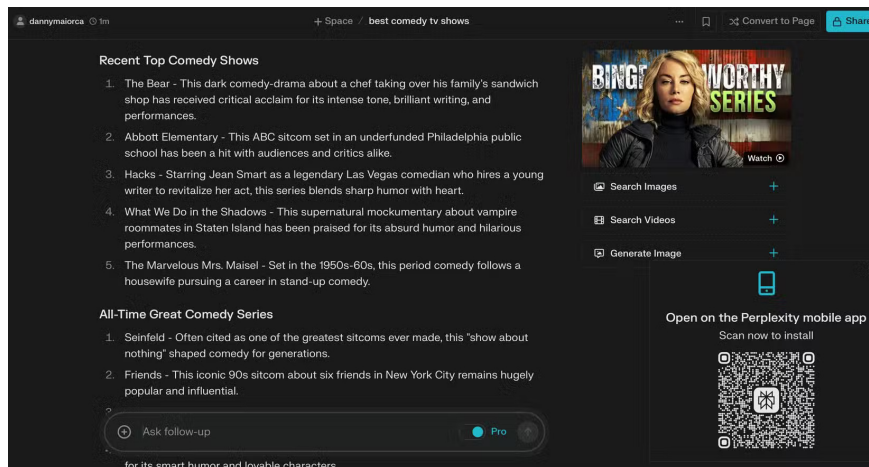 dannymaiorca 1m
+ Space / best comedy tv shows
... Convert to Page
Share
Recent Top Comedy Shows
1. The Bear - This dark comedy-drama about a chef taking over his family's sandwich
shop has received critical acclaim for its intense tone, brilliant writing, and
performances.
2. Abbott Elementary - This ABC sitcom set in an underfunded Philadelphia public
school has been a hit with audiences and critics alike.
3. Hacks - Starring Jean Smart as a legendary Las Vegas comedian who hires a young
writer to revitalize her act, this series blends sharp humor with heart.
4. What We Do in the Shadows - This supernatural mockumentary about vampire
roommates in Staten Island has been praised for its absurd humor and hilarious
performances.
5. The Marvelous Mrs. Maisel - Set in the 1950s-60s, this period comedy follows a
housewife pursuing a career in stand-up comedy.
All-Time Great Comedy Series
1. Seinfeld - Often cited as one of the greatest sitcoms ever made, this "show about
nothing" shaped comedy for generations.
2. Friends - This iconic 90s sitcom about six friends in New York City remains hugely
popular and influential.
Ask follow-up
Pro
for its smart humor and lovable characters
BINGE WORTHY
SERIES
Watch
Search Images +
Search Videos +
Generate Image +
Open on the Perplexity mobile app
Scan now to install